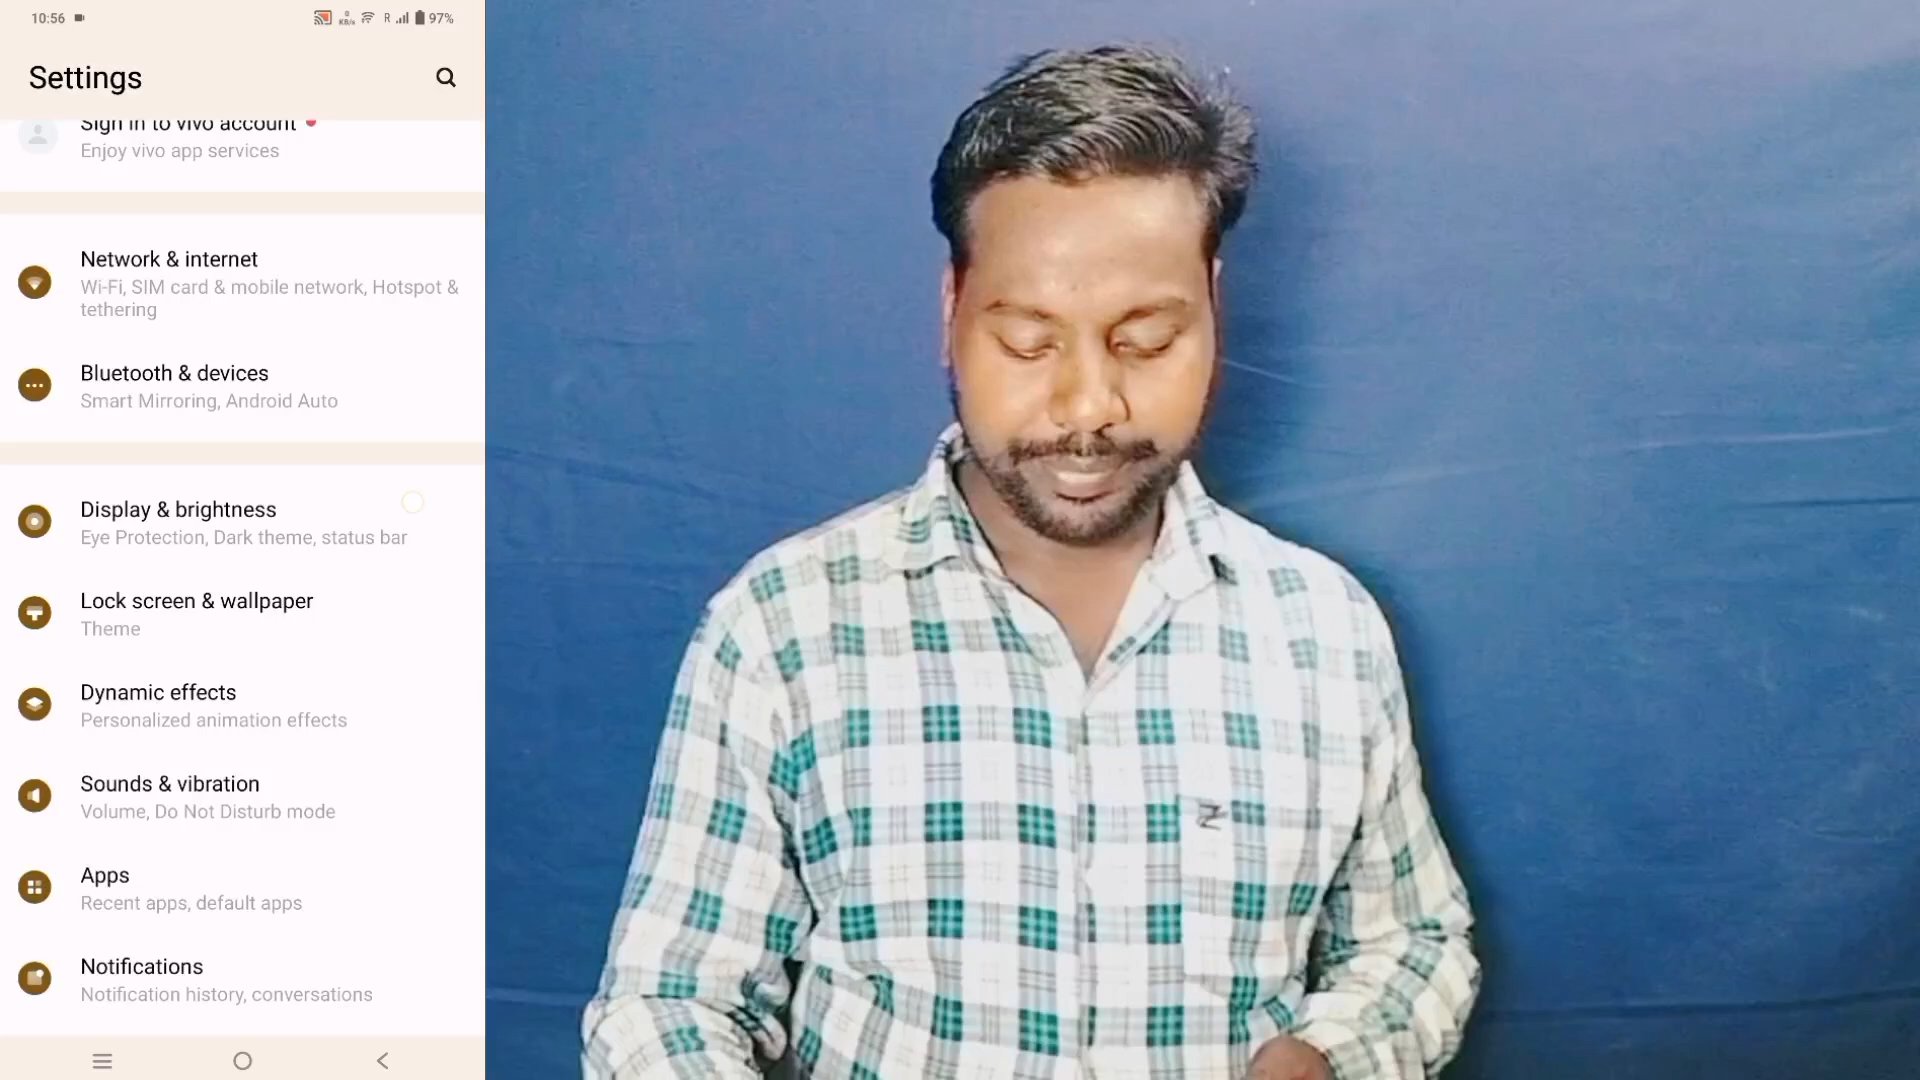 10:56
0
KB/s
R
97%
Settings
Sign in to vivo account
Enjoy vivo app services
Network & internet
Wi-Fi, SIM card & mobile network, Hotspot &
tethering
Bluetooth & devices
Smart Mirroring, Android Auto
Display & brightness
Eye Protection, Dark theme, status bar
Lock screen & wallpaper
Theme
Dynamic effects
Personalized animation effects
Sounds & vibration
Volume, Do Not Disturb mode
Apps
Recent apps, default apps
Notifications
Notification history, conversations